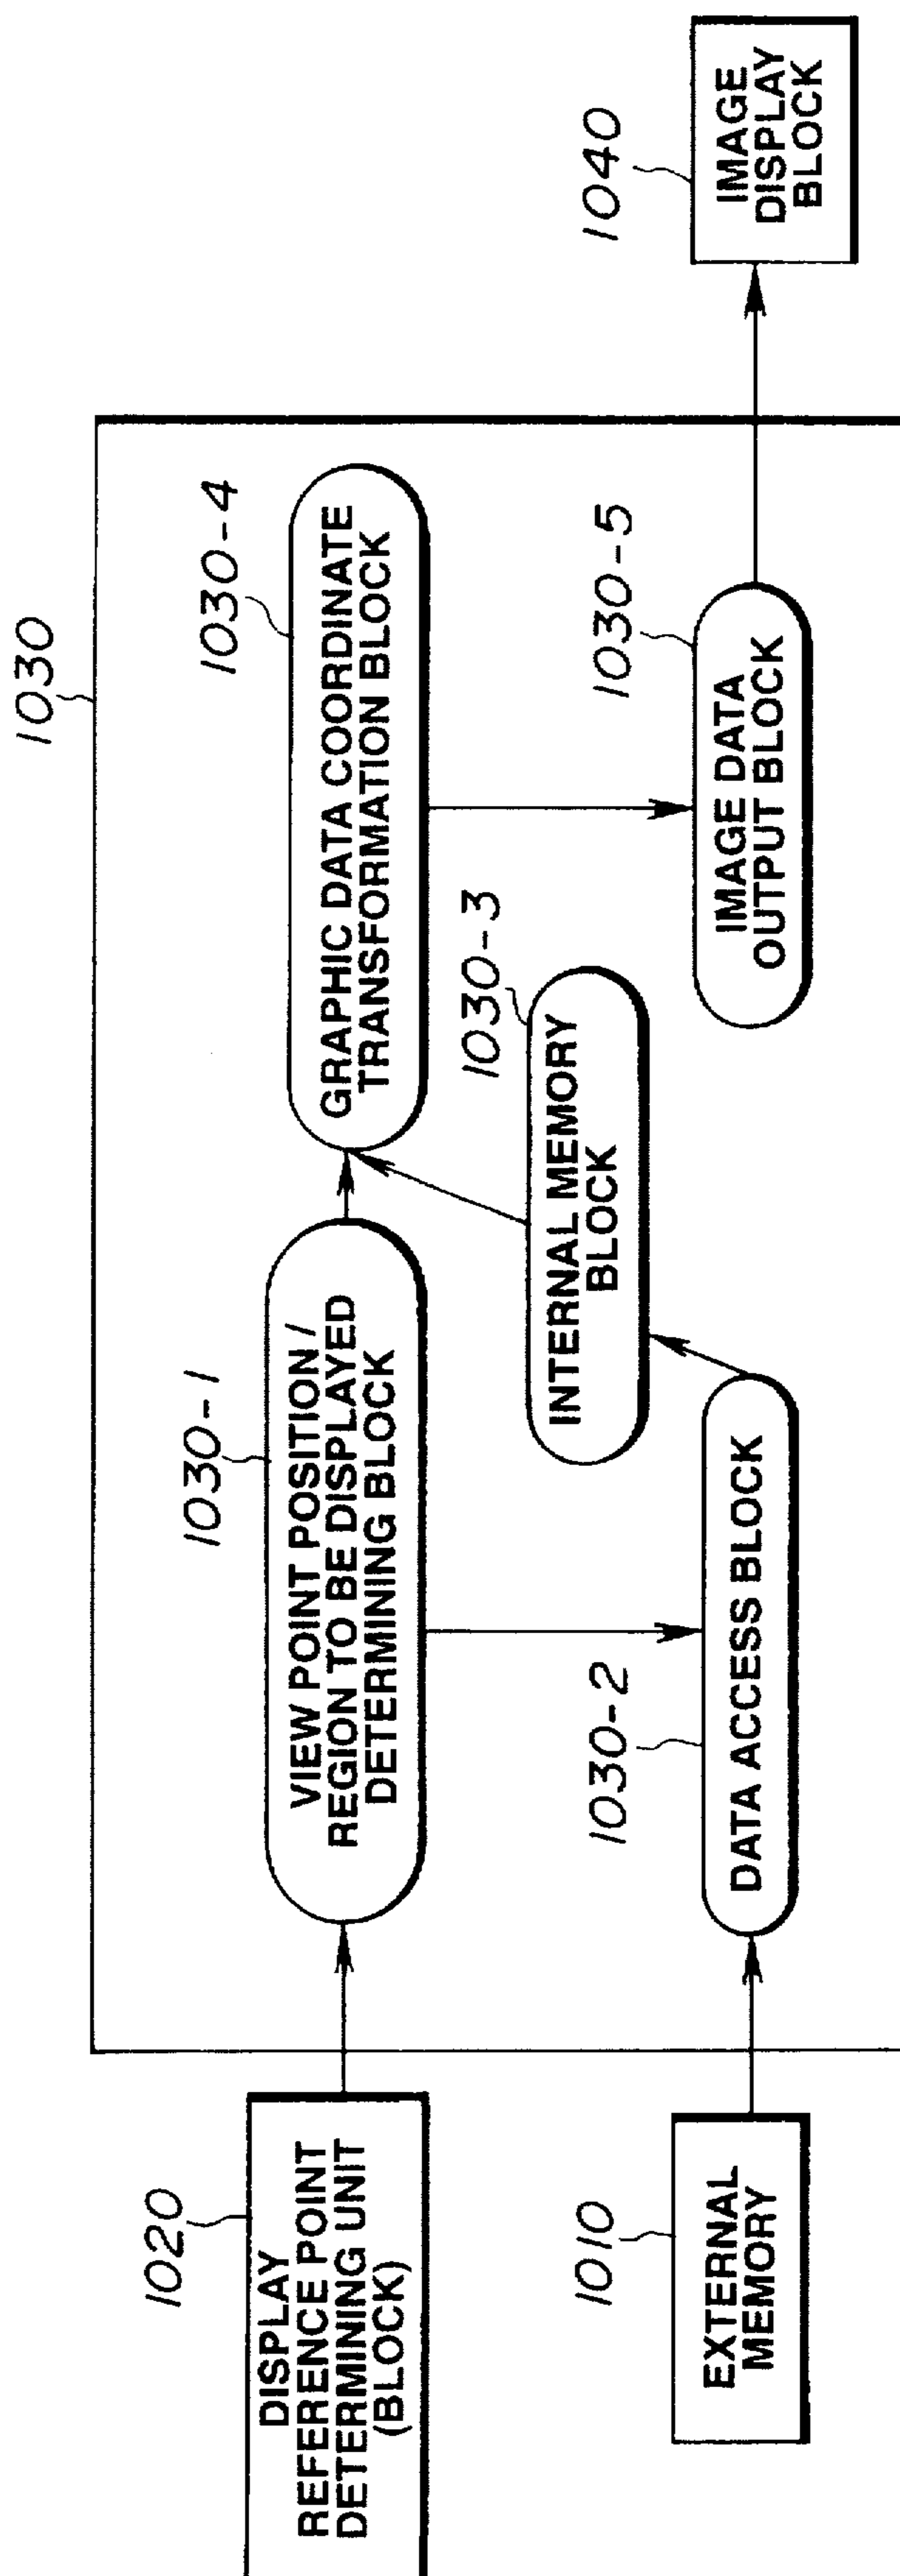 1030
1020
DISPLAY
REFERENCE POINT
DETERMINING UNIT
(BLOCK)
1030-1
VIEW POINT POSITION /
REGION TO BE DISPLAYED
DETERMINING BLOCK
1030-4
GRAPHIC DATA COORDINATE
TRANSFORMATION BLOCK
1030-3
INTERNAL MEMORY
BLOCK
1010
EXTERNAL
MEMORY
1030-2
DATA ACCESS BLOCK
1030-5
IMAGE DATA
OUTPUT BLOCK
1040
IMAGE
DISPLAY
BLOCK